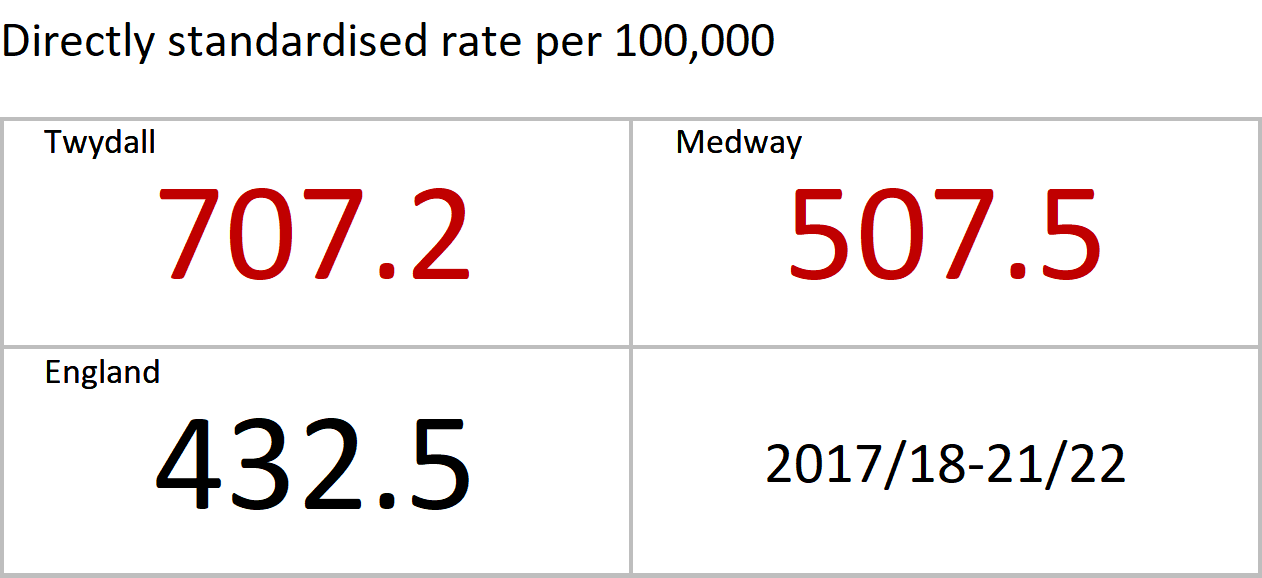 Directly standardised rate per 100,000
Twydall
707.2
Medway
507.5
England
432.5
2017/18-21/22